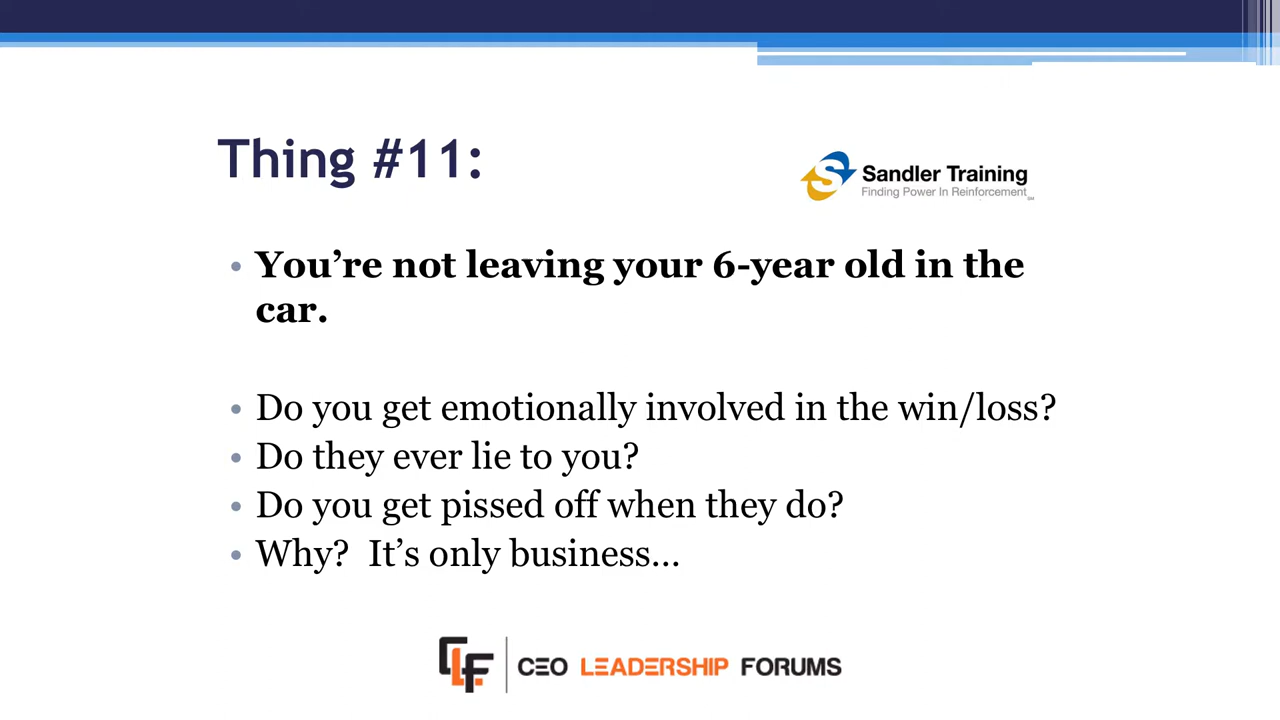 Thing #11:
Sandler Training
Finding Power In Reinforcement
• You’re not leaving your 6-year old in the
car.
• Do you get emotionally involved in the win/loss?
• Do they ever lie to you?
• Do you get pissed off when they do?
• Why?  It’s only business...
CLF
CEO LEADERSHIP FORUMS